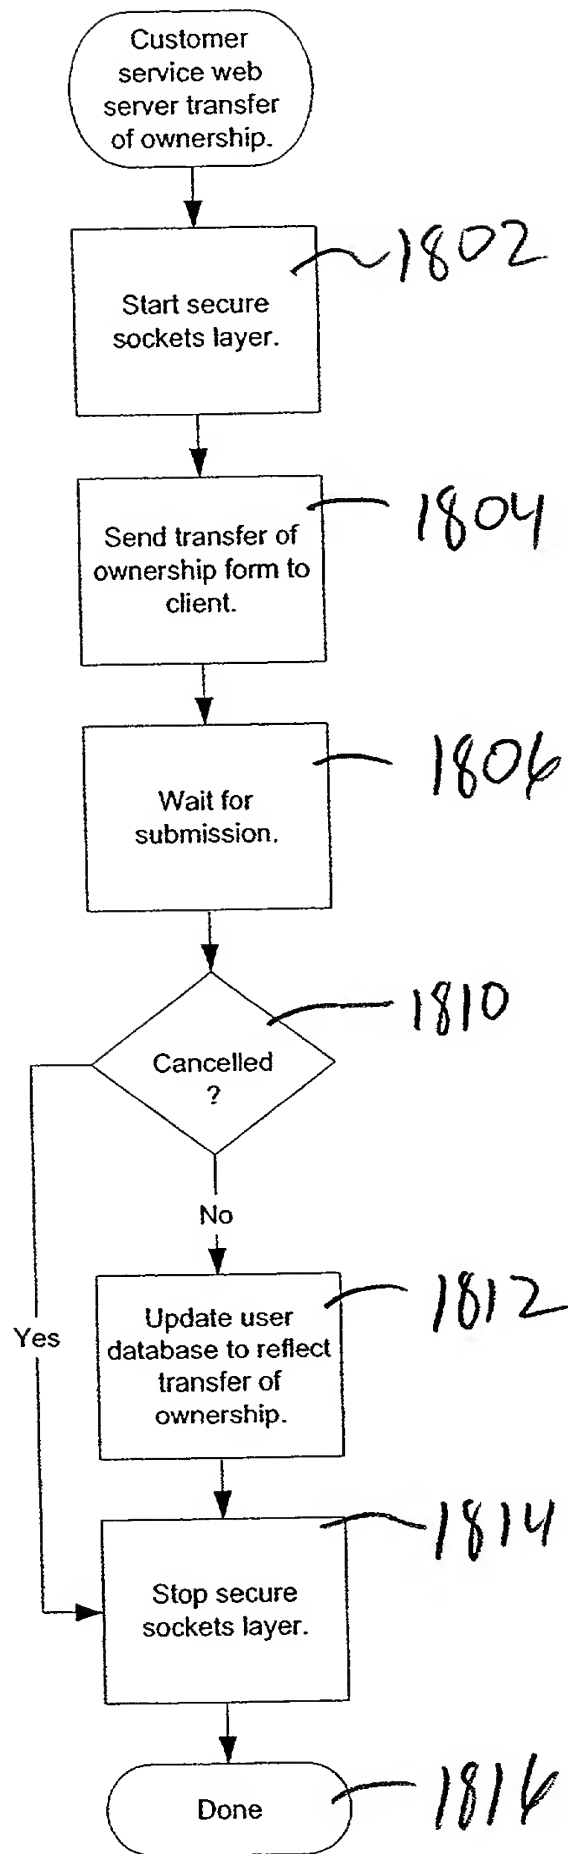 Customer
service web
server transfer
of ownership.
1802
Start secure
sockets layer.
1804
Send transfer of
ownership form to
client.
1806
Wait for
submission.
1810
Cancelled
?
No
Yes
1812
Update user
database to reflect
transfer of
ownership.
1814
Stop secure
sockets layer.
1816
Done